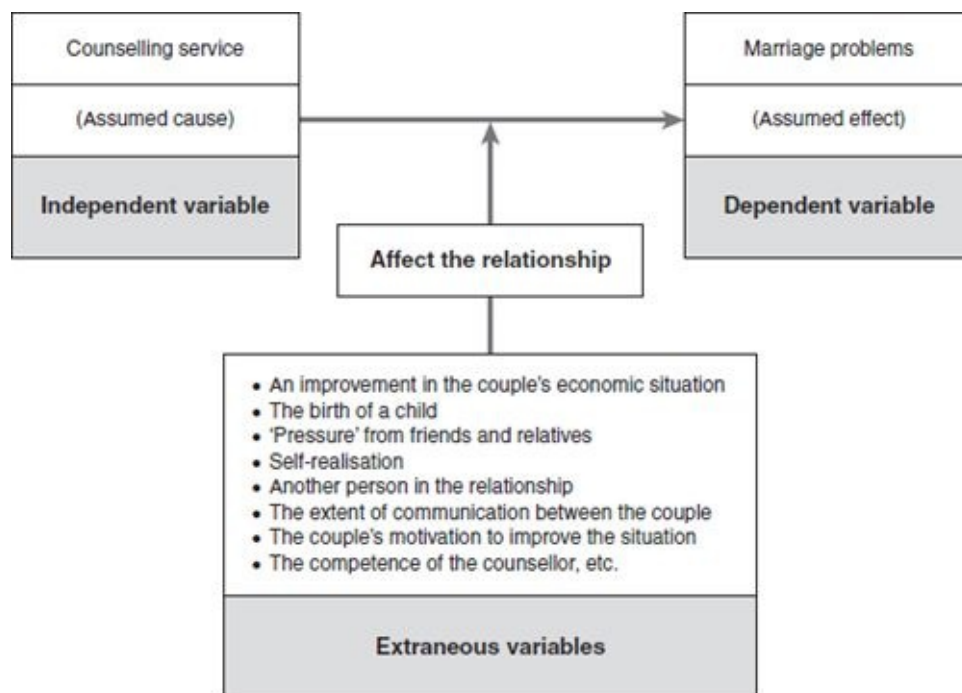 Counselling service
(Assumed cause)
Independent variable
Marriage problems
(Assumed effect)
Dependent variable
Affect the relationship
• An improvement in the couple's economic situation
• The birth of a child
• 'Pressure' from friends and relatives
• Self-realisation
• Another person in the relationship
• The extent of communication between the couple
• The couple's motivation to improve the situation
• The competence of the counsellor, etc.
Extraneous variables